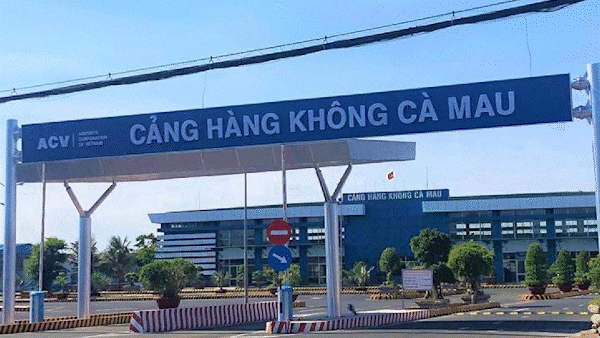 ACV
AIRPORTS
CORPORATION
OF VIETNAM
CẢNG HÀNG KHÔNG CÀ MAU
CẢNG HÀNG KHÔNG CÀ MAU